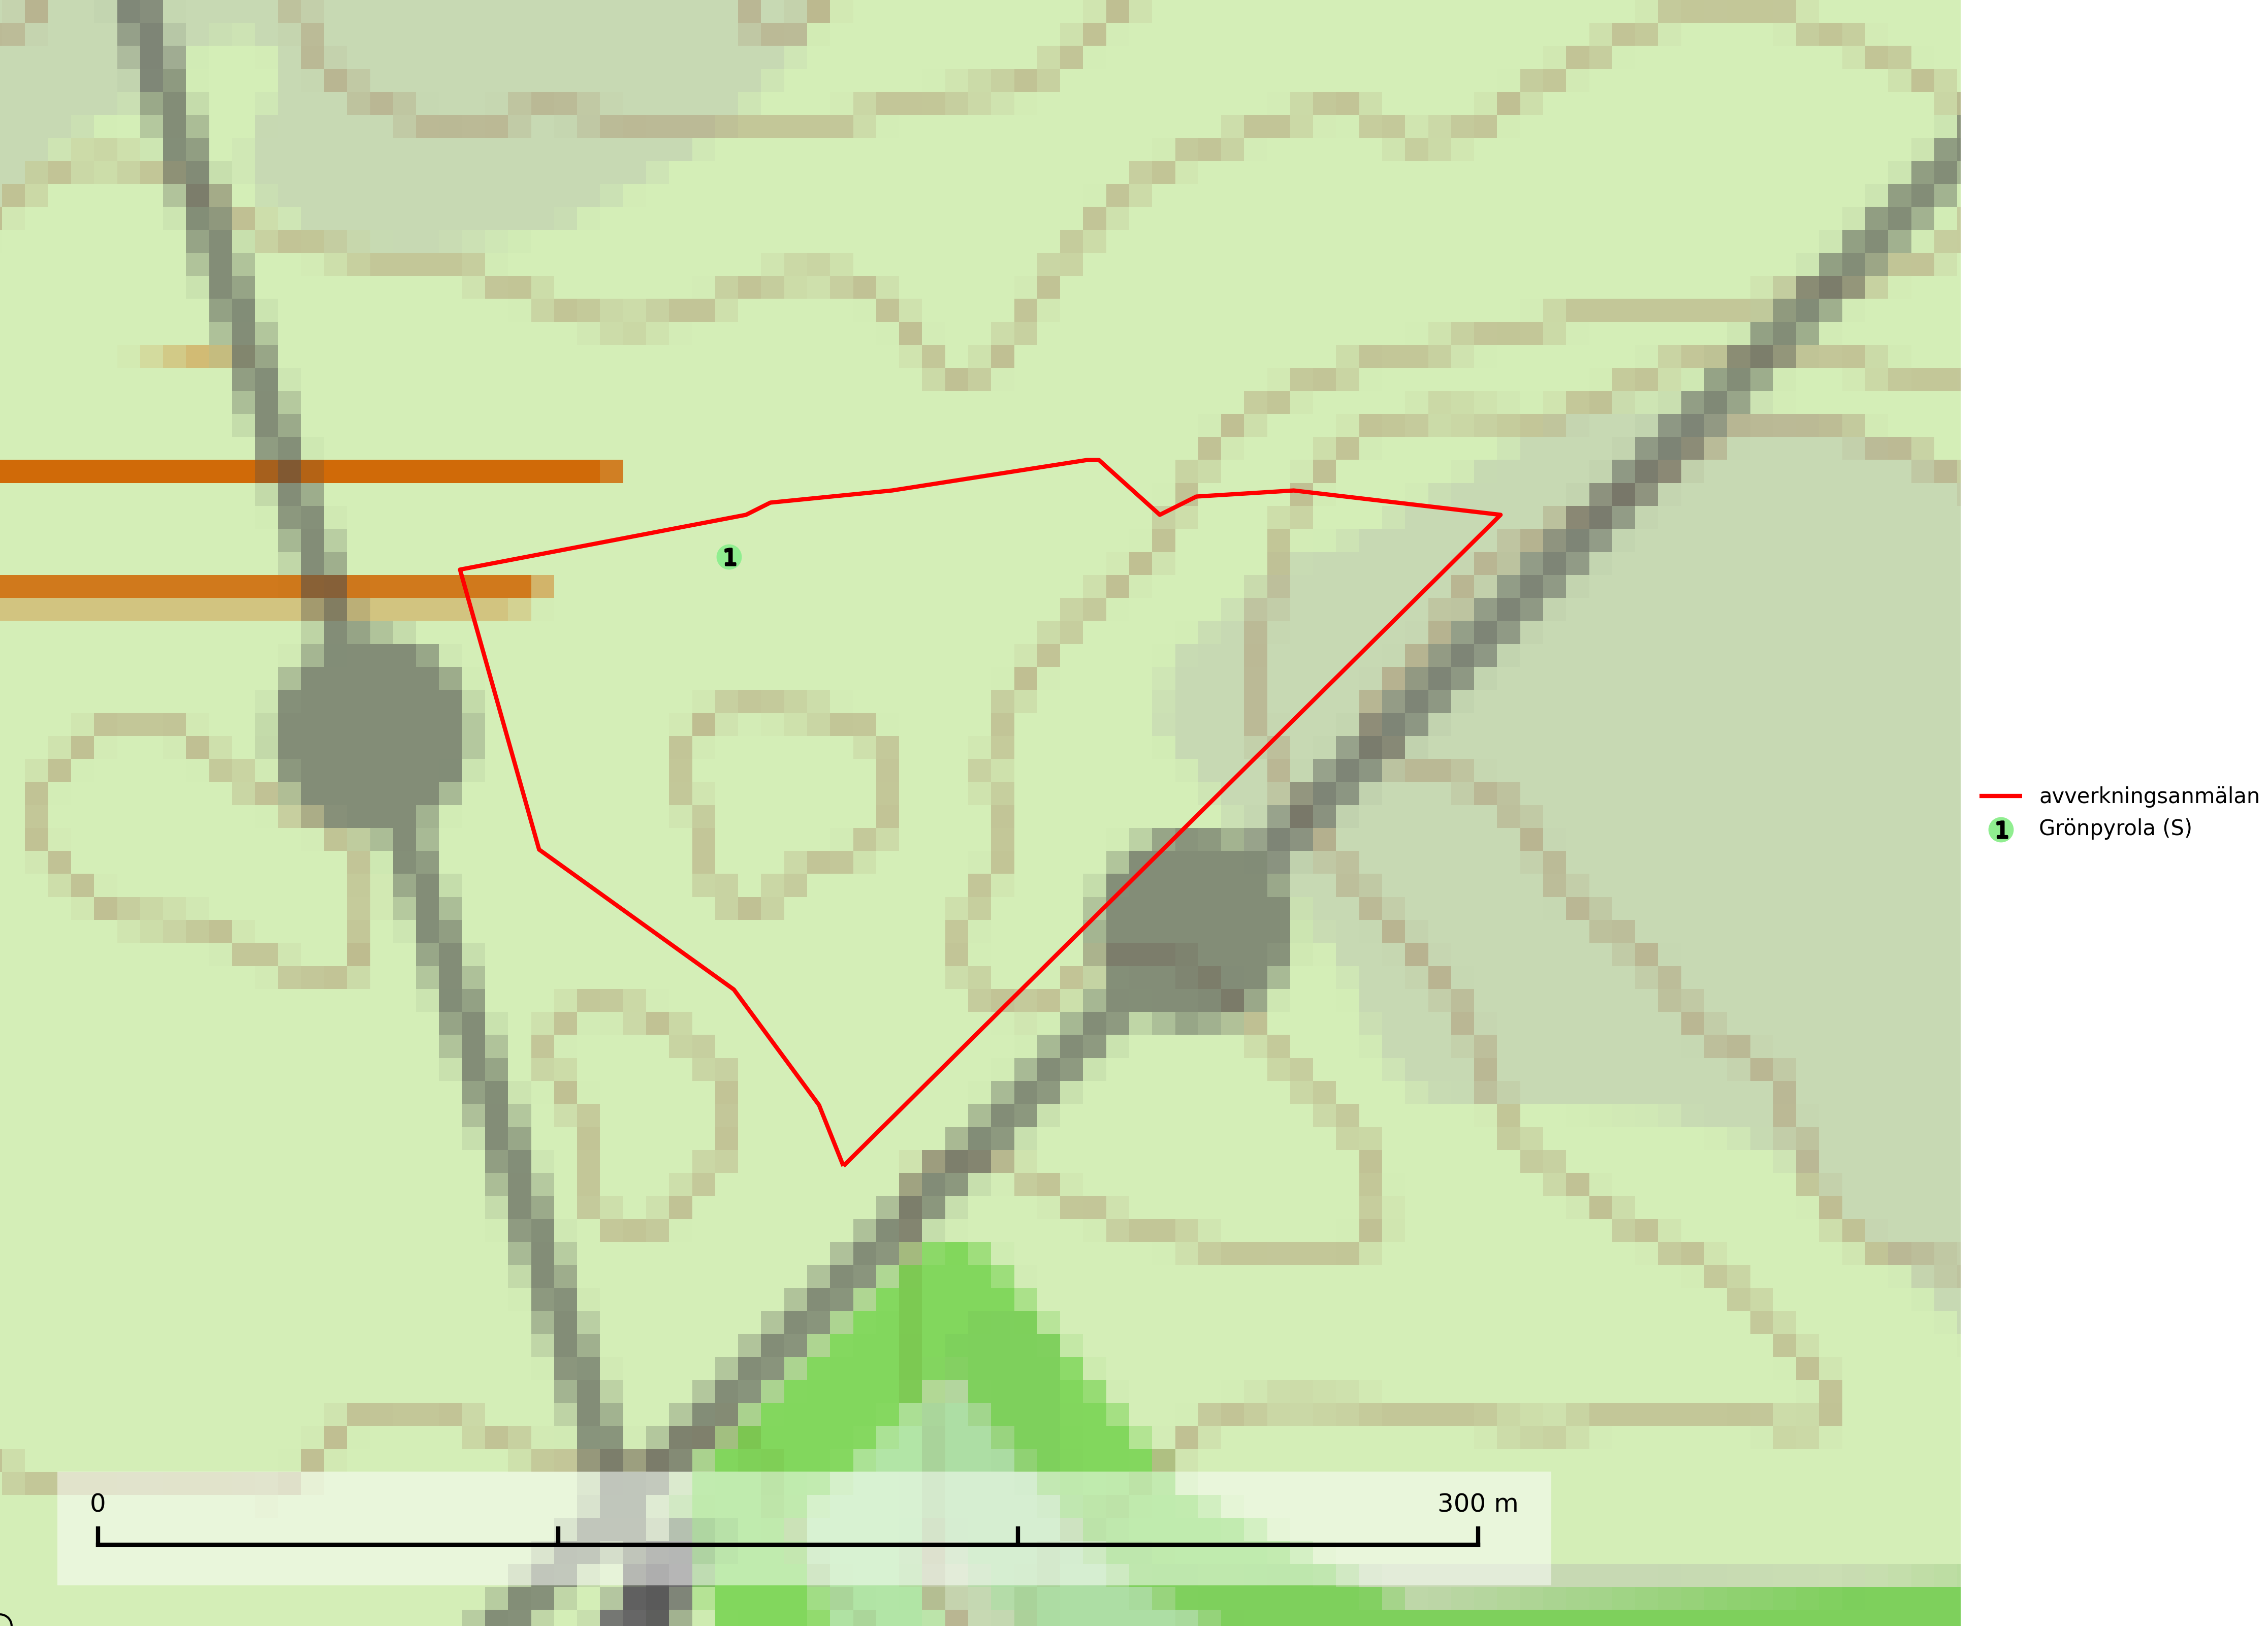 1
avverkningsanmälan
1 Grönpyrola (S)
0 300 m